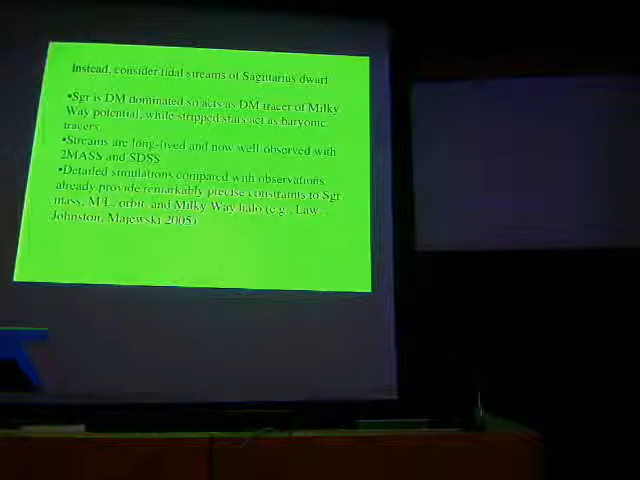 Instead, consider tidal streams of Sagittarius dwarf
•Sgr is DM dominated so acts as DM tracer of Milky
Way potential, while stripped stars act as baryonic
tracers.
•Streams are long-lived and now well observed with
2MASS and SDSS
•Detailed simulations compared with observations
already provide remarkably precise constraints to Sgr
mass, M/L, orbit, and Milky Way halo (e.g., Law,
Johnston, Majewski 2005)